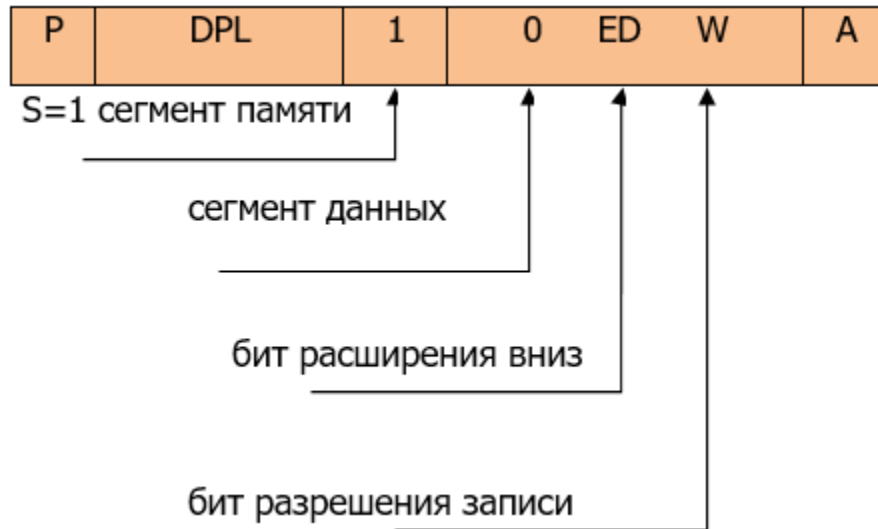 P DPL 1 0 ED W A
S=1 сегмент памяти
сегмент данных
бит расширения вниз
бит разрешения записи